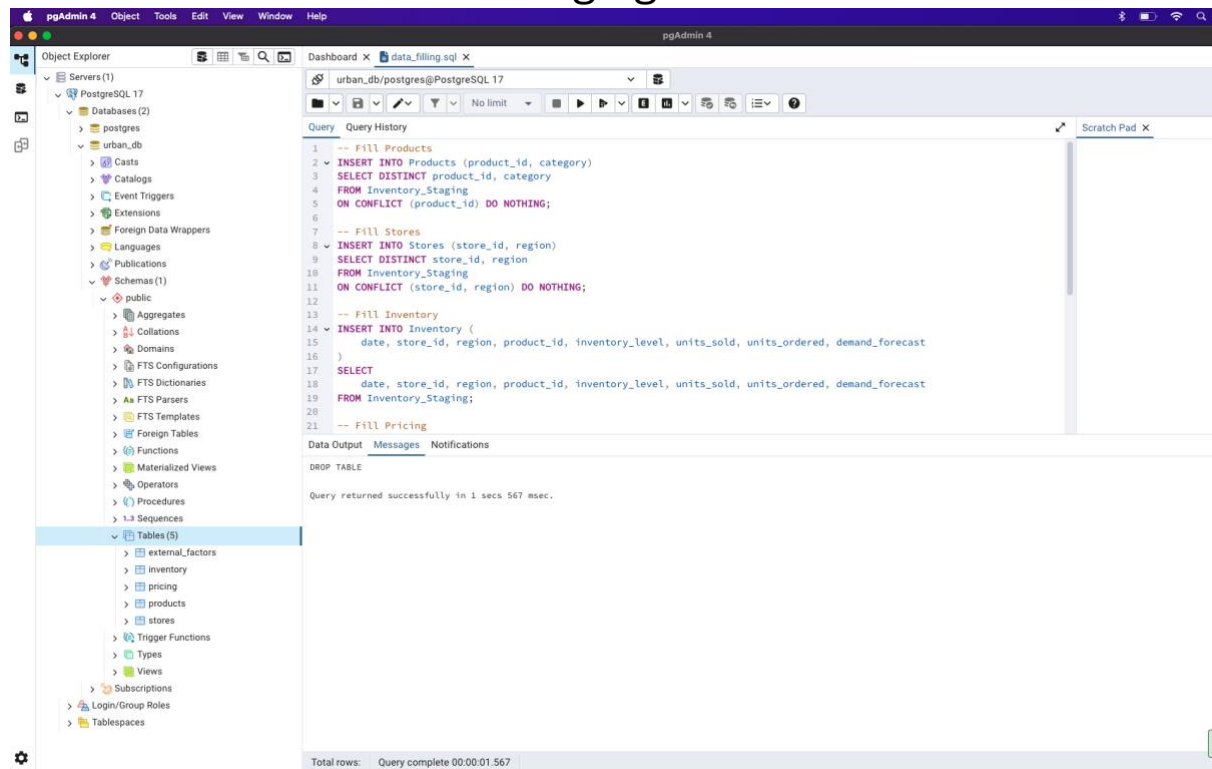 pgAdmin 4 Object Tools Edit View Window Help
pgAdmin 4
Object Explorer
Servers (1)
PostgreSQL 17
Databases (2)
postgres
urban_db
Casts
Catalogs
Event Triggers
Extensions
Foreign Data Wrappers
Languages
Publications
Schemas (1)
public
Aggregates
Collations
Domains
FTS Configurations
FTS Dictionaries
Aa FTS Parsers
FTS Templates
Foreign Tables
Functions
Materialized Views
Operators
Procedures
1..3 Sequences
Tables (5)
external_factors
inventory
pricing
products
stores
Trigger Functions
Types
Views
Subscriptions
Login/Group Roles
Tablespaces
Dashboard X data_filling.sql X
urban_db/postgres@PostgreSQL 17
No limit
Query Query History
Scratch Pad X
1 -- Fill Products
2 INSERT INTO Products (product_id, category)
3 SELECT DISTINCT product_id, category
4 FROM Inventory_Staging
5 ON CONFLICT (product_id) DO NOTHING;
6
7 -- Fill Stores
8 INSERT INTO Stores (store_id, region)
9 SELECT DISTINCT store_id, region
10 FROM Inventory_Staging
11 ON CONFLICT (store_id, region) DO NOTHING;
12
13 -- Fill Inventory
14 INSERT INTO Inventory (
15 date, store_id, region, product_id, inventory_level, units_sold, units_ordered, demand_forecast
16 )
17 SELECT
18 date, store_id, region, product_id, inventory_level, units_sold, units_ordered, demand_forecast
19 FROM Inventory_Staging;
20
21 -- Fill Pricing
Data Output Messages Notifications
DROP TABLE
Query returned successfully in 1 secs 567 msec.
Total rows: Query complete 00:00:01.567